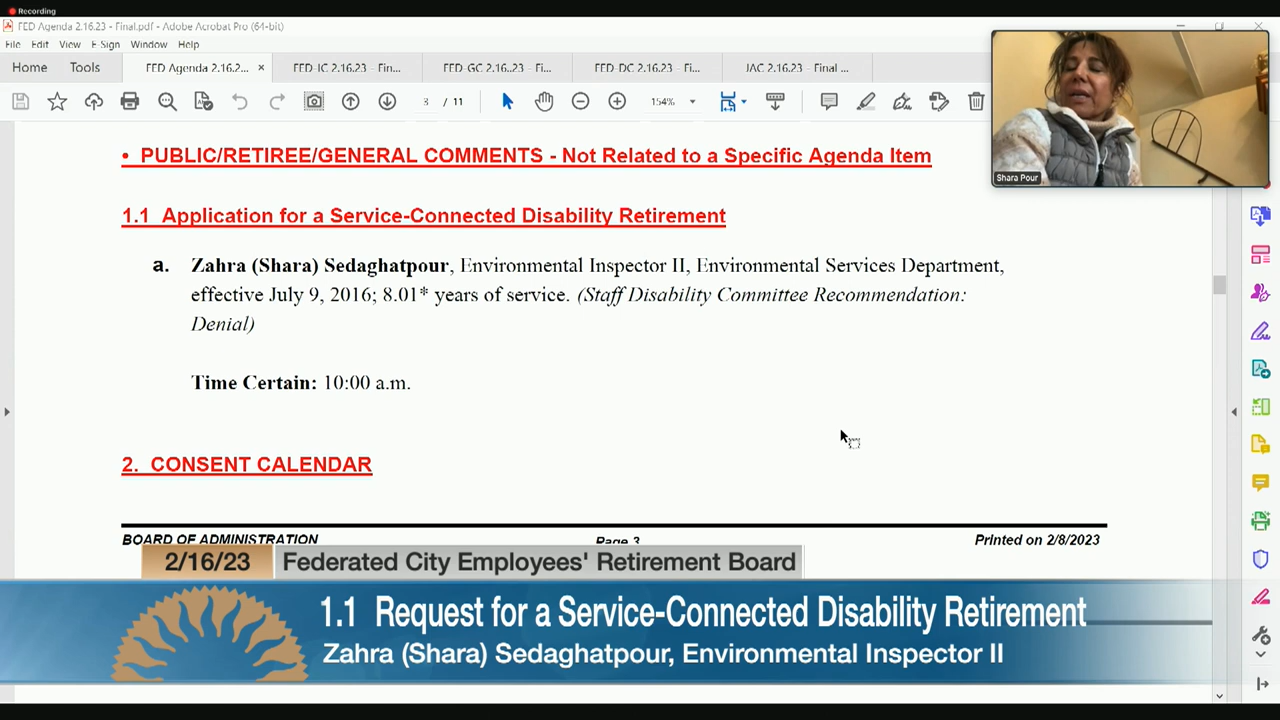 Recording
FED Agenda 2.16.23 - Final.pdf - Adobe Acrobat Pro (64-bit)
File Edit View E-Sign Window Help
Home Tools FED Agenda 2.16.2... × FED-IC 2.16.23 – Fin... FED-GC 2.16..23 – Fi... FED-DC 2.16.23 – Fi... JAC 2.16.23 – Final ...
3 / 11 154%
Shara Pour
• PUBLIC/RETIREE/GENERAL COMMENTS - Not Related to a Specific Agenda Item
1.1 Application for a Service-Connected Disability Retirement
a. Zahra (Shara) Sedaghatpour, Environmental Inspector II, Environmental Services Department,
effective July 9, 2016; 8.01* years of service. (Staff Disability Committee Recommendation:
Denial)
Time Certain: 10:00 a.m.
2. CONSENT CALENDAR
BOARD OF ADMINISTRATION Page 3 Printed on 2/8/2023
2/16/23 Federated City Employees' Retirement Board
1.1 Request for a Service-Connected Disability Retirement
Zahra (Shara) Sedaghatpour, Environmental Inspector II